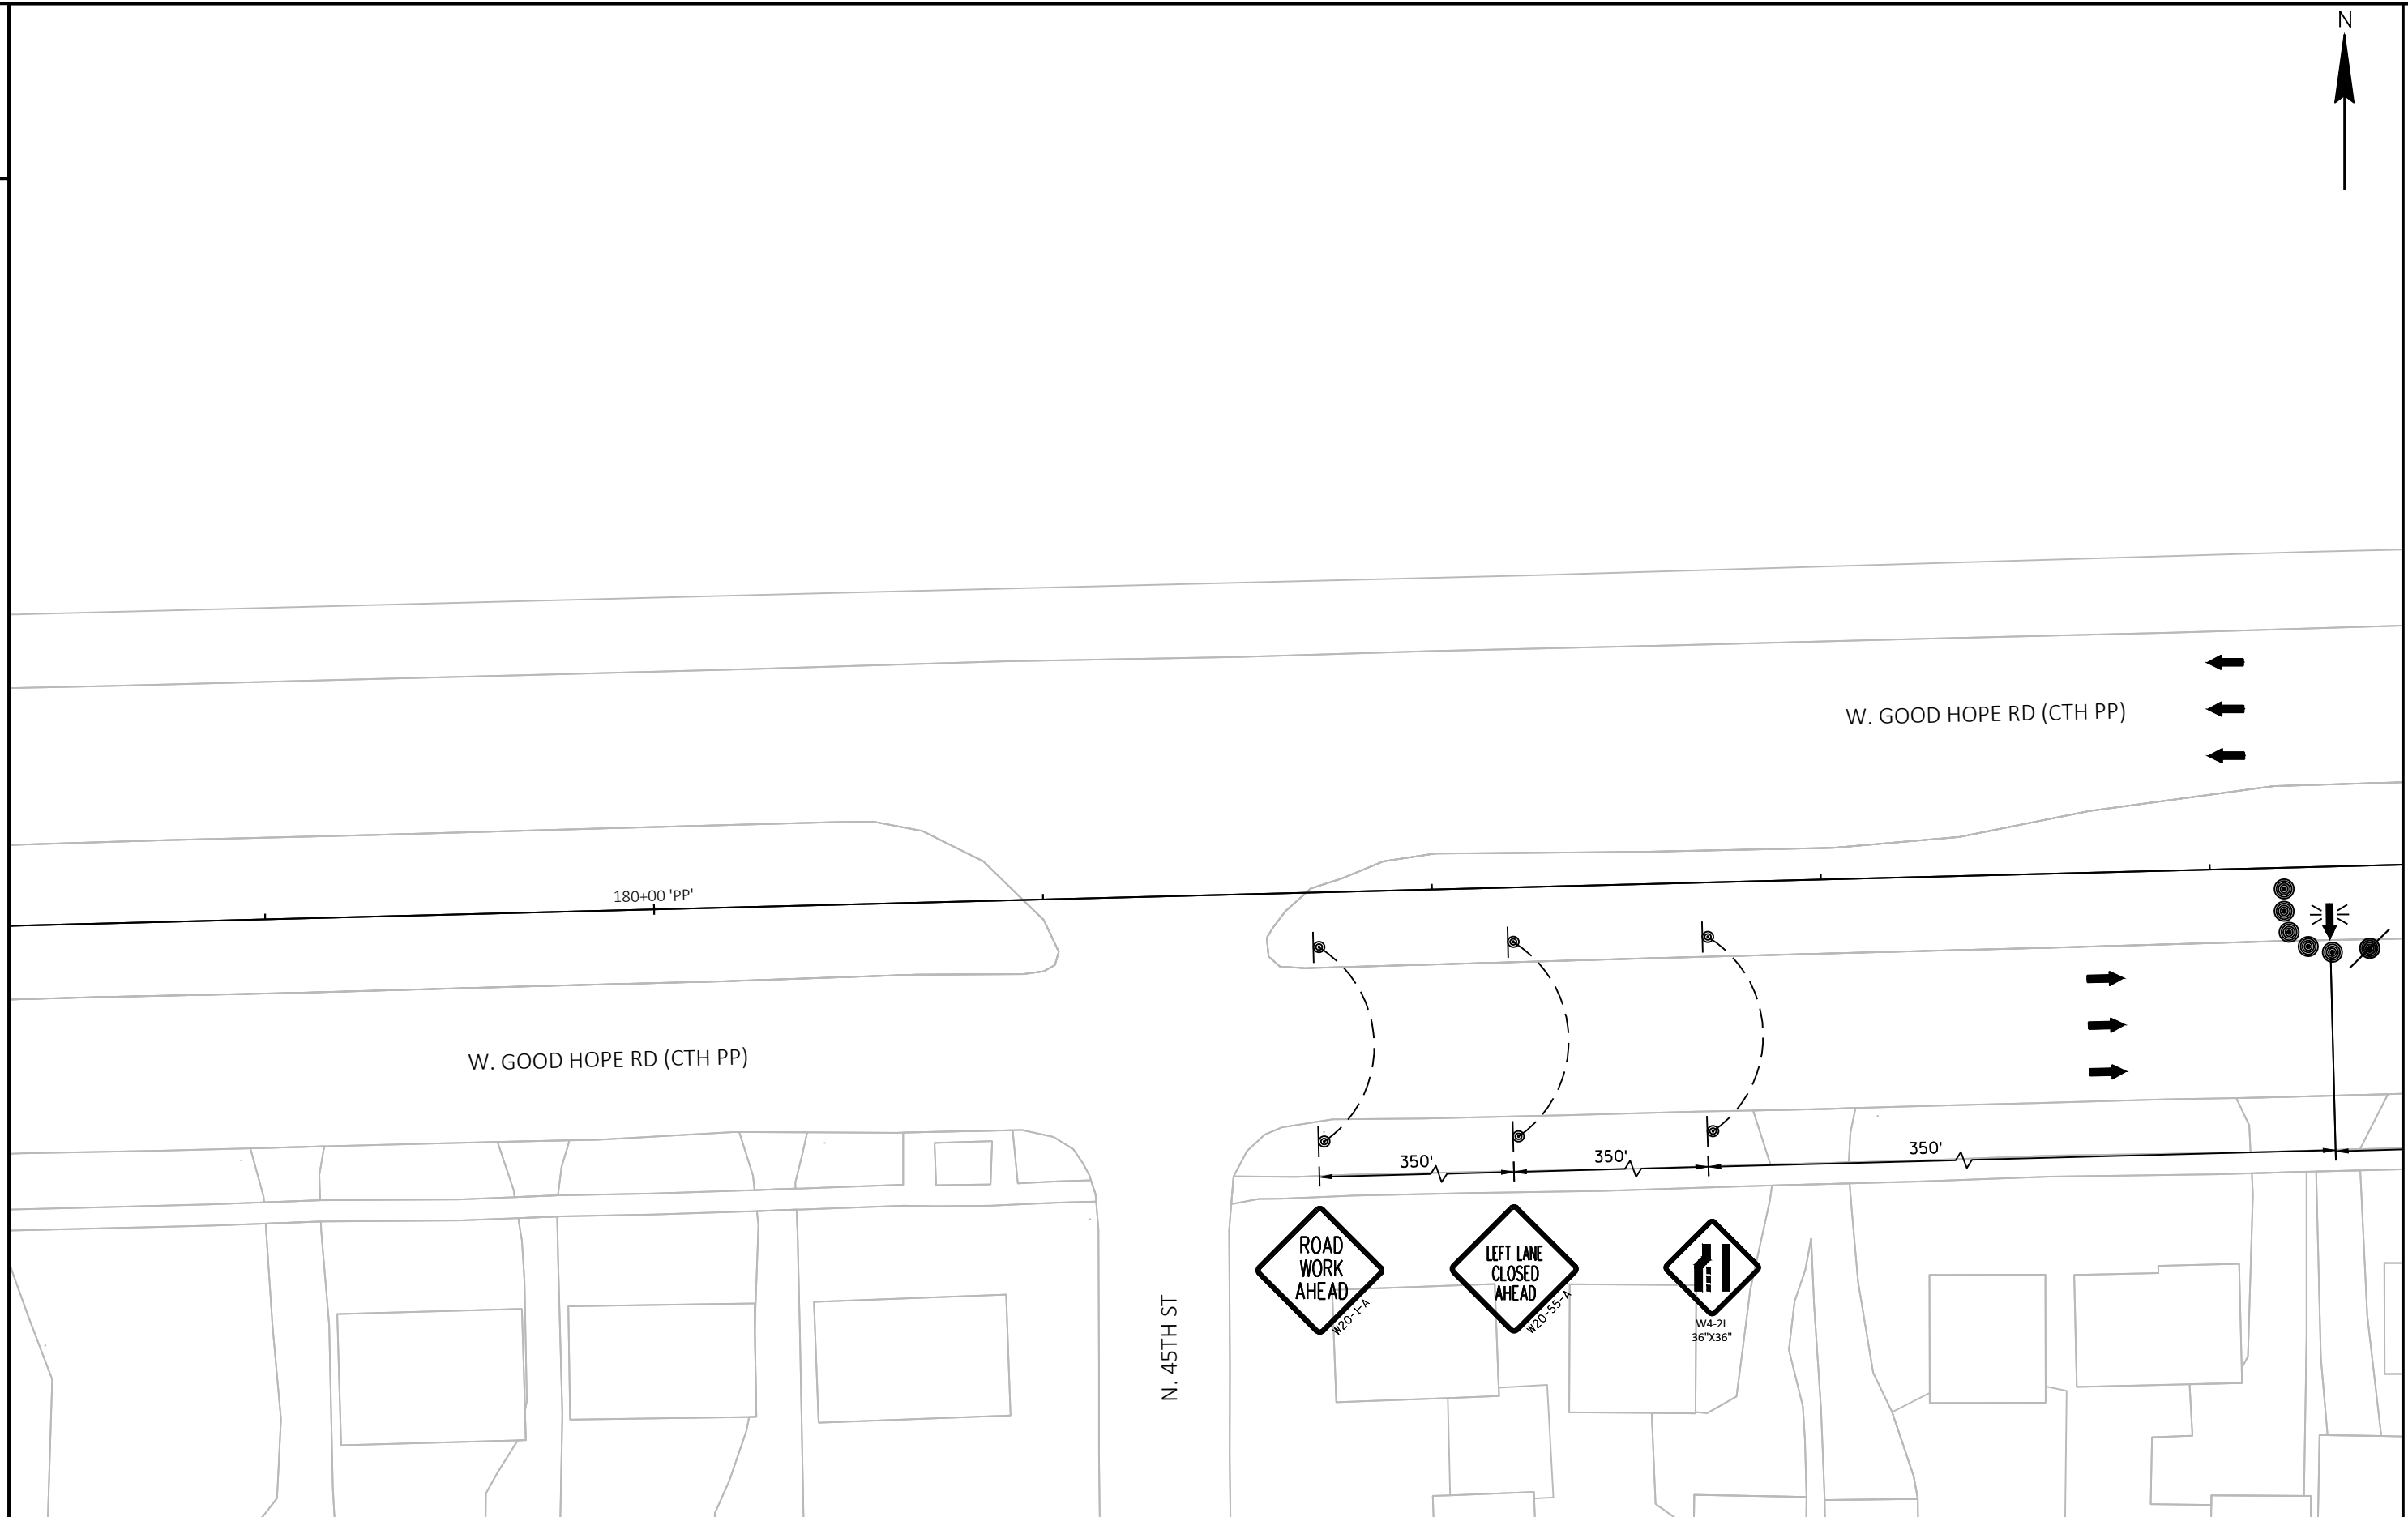 N
W. GOOD HOPE RD (CTH PP)
180+00 'PP'
W. GOOD HOPE RD (CTH PP)
350'
350'
350'
ROAD
WORK
AHEAD
W20-1-A
LEFT LANE
CLOSED
AHEAD
W20-55-A
W4-2L
36"X36"
N. 45TH ST